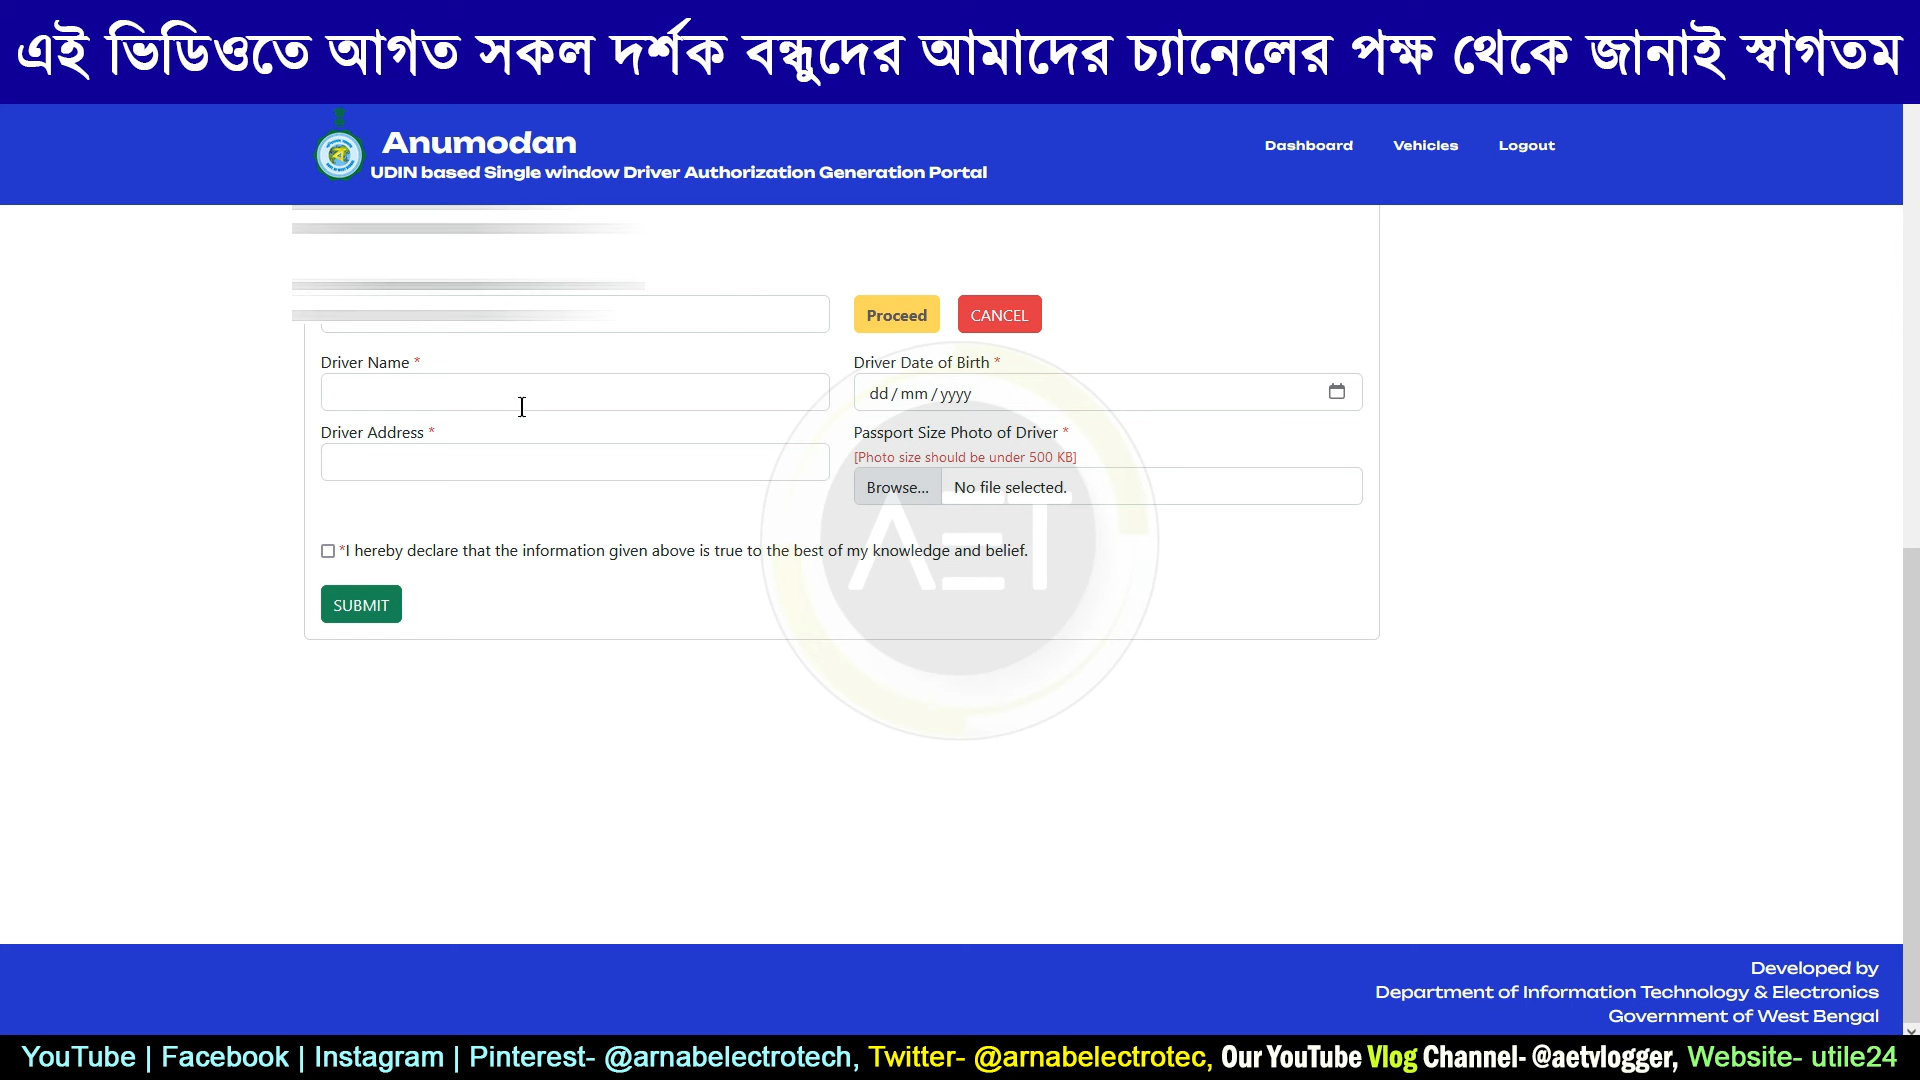 এই ভিডিওতে আগত সকল দর্শক বন্ধুদের আমাদের চ্যানেলের পক্ষ থেকে জানাই স্বাগতম
Anumodan
UDIN based Single window Driver Authorization Generation Portal
Dashboard Vehicles Logout
Proceed CANCEL
Driver Name * Driver Date of Birth *
dd / mm / yyyy
Driver Address * Passport Size Photo of Driver *
[Photo size should be under 500 KB]
Browse... No file selected.
AET
*I hereby declare that the information given above is true to the best of my knowledge and belief.
SUBMIT
Developed by
Department of Information Technology & Electronics
Government of West Bengal
YouTube | Facebook | Instagram | Pinterest- @arnabelectrotech, Twitter- @arnabelectrotec, Our YouTube Vlog Channel- @aetvlogger, Website- utile24